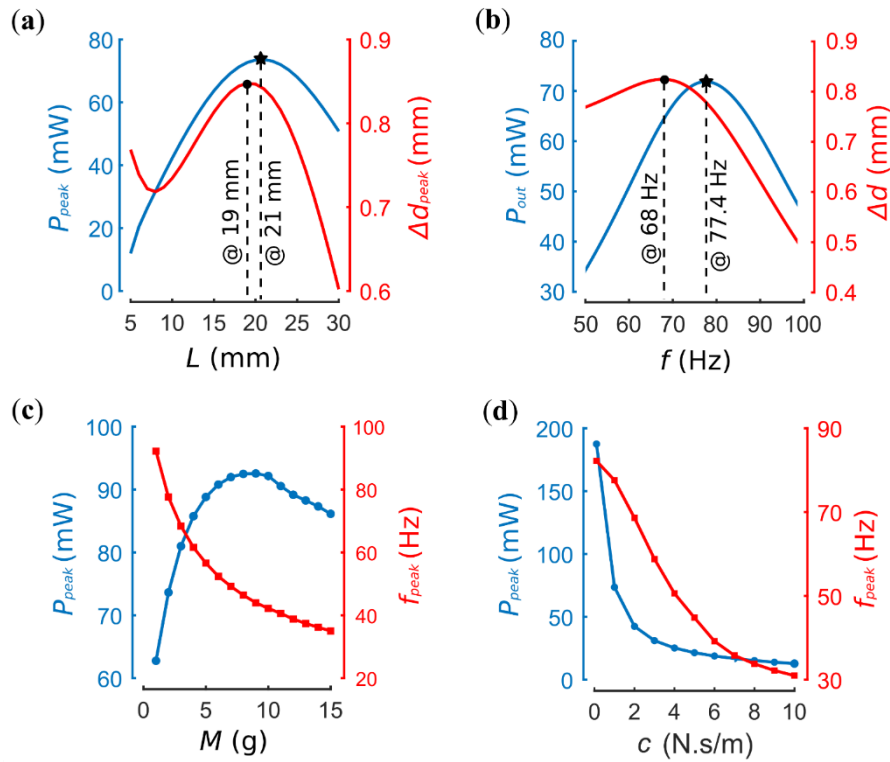 (a)
80
60
40
20
0
P_peak (mW)
0.9
0.8
0.7
0.6
Δd_peak (mm)
@ 19 mm
@ 21 mm
5 10 15 20 25 30
L (mm)
(b)
80
70
60
50
40
30
P_out (mW)
0.9
0.8
0.7
0.6
0.5
0.4
Δd (mm)
@ 68 Hz
@ 77.4 Hz
50 60 70 80 90 100
f (Hz)
(c)
100
90
80
70
60
P_peak (mW)
100
80
60
40
20
f_peak (Hz)
0 5 10 15
M (g)
(d)
200
150
100
50
0
P_peak (mW)
90
70
50
30
f_peak (Hz)
0 2 4 6 8 10
c (N.s/m)